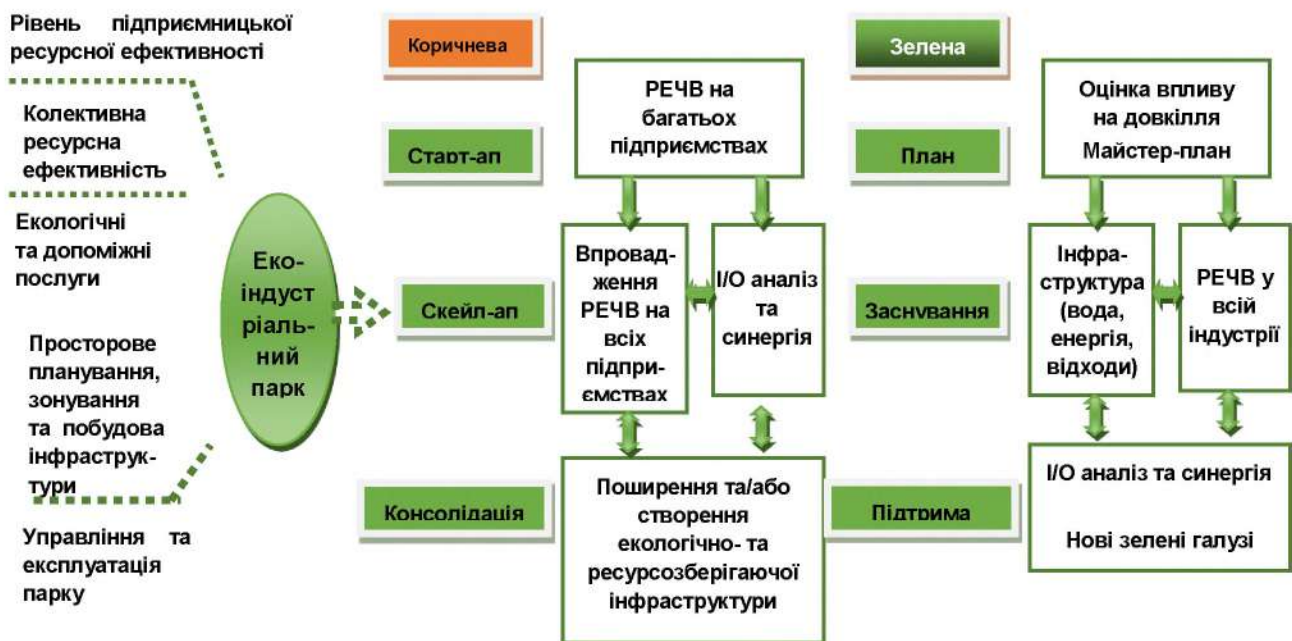 Рівень підприємницької
ресурсної ефективності
Колективна
ресурсна
ефективність
Екологічні
та допоміжні
послуги
Просторове
планування,
зонування
та побудова
інфраструк-
тури
Управління та
експлуатація
парку
Еко-
індуст
ріаль-
ний
парк
Коричнева
Старт-ап
Скейл-ап
Консолідація
РЕЧВ на
багатьох
підприємствах
Впровад-
ження
РЕЧВ на
всіх
підпри-
ємствах
І/О аналіз
та
синергія
Поширення та/або
створення
екологічно- та
ресурсозберігаючої
інфраструктури
Зелена
План
Заснування
Підтрима
Оцінка впливу
на довкілля
Майстер-план
Інфра-
структура
(вода,
енергія,
відходи)
РЕЧВ у
всій
індустрії
І/О аналіз та синергія
Нові зелені галузі